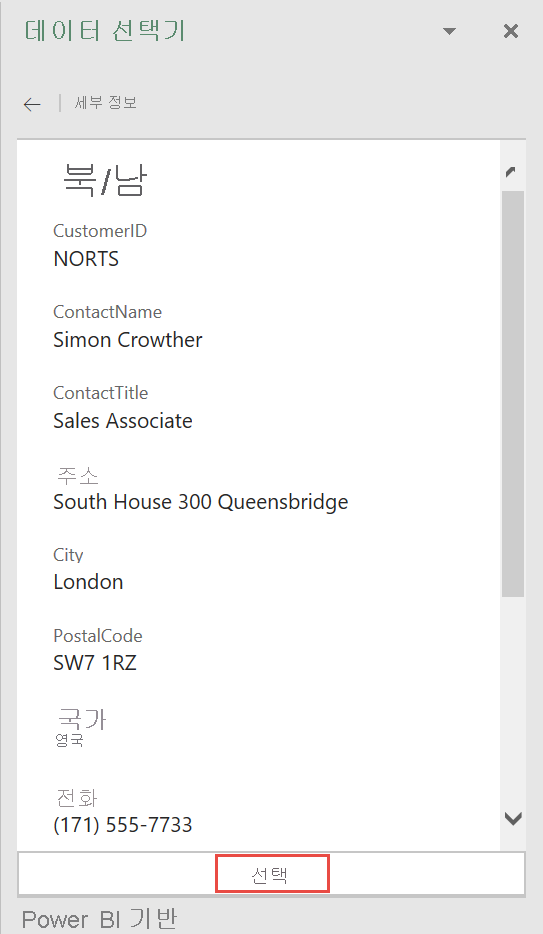 데이터 선택기
세부 정보
북/남
CustomerID
NORTS
ContactName
Simon Crowther
ContactTitle
Sales Associate
주소
South House 300 Queensbridge
City
London
PostalCode
SW7 1RZ
국가
영국
전화
(171) 555-7733
선택
Power BI 기반